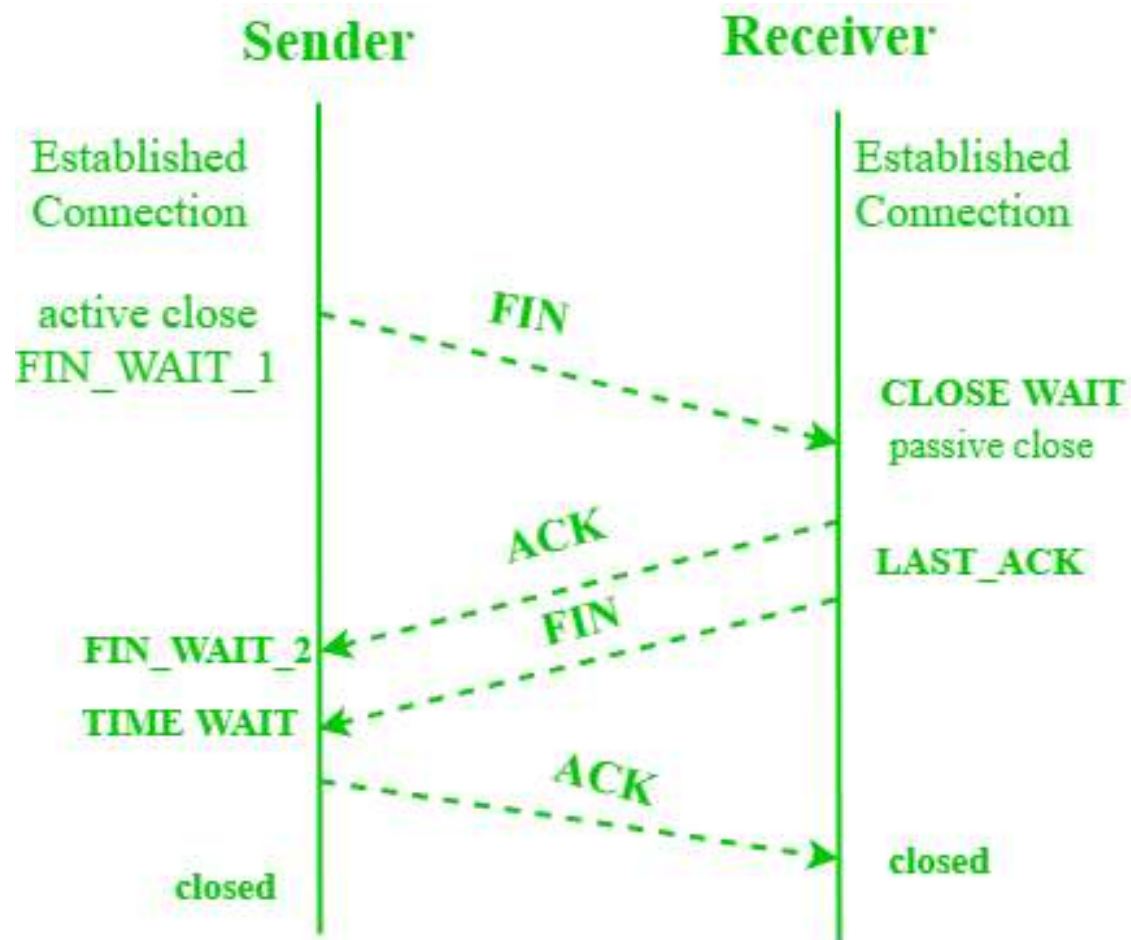 Sender
Receiver
Established
Connection
Established
Connection
active close
FIN_WAIT_1
FIN
CLOSE WAIT
passive close
ACK
LAST_ACK
FIN
FIN_WAIT_2
TIME WAIT
ACK
closed
closed